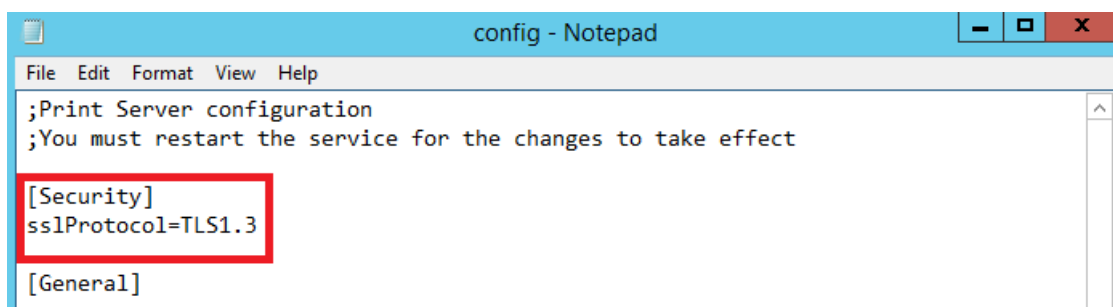 config - Notepad
File Edit Format View Help
;Print Server configuration
;You must restart the service for the changes to take effect
[Security]
sslProtocol=TLS1.3
[General]